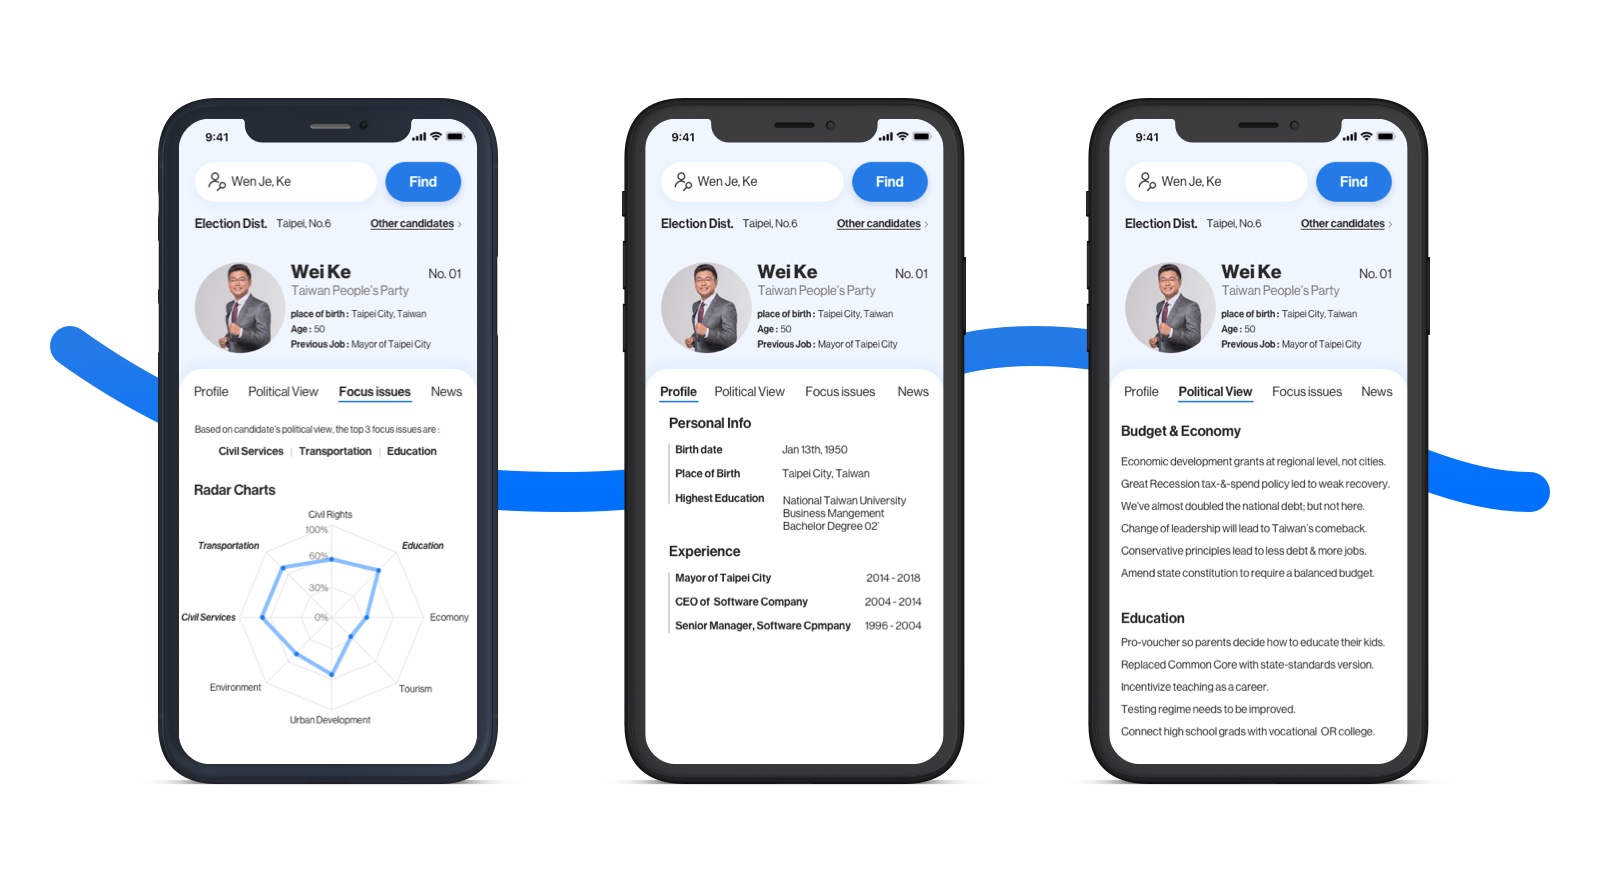 9:41
Wen Je, Ke
Find
Election Dist. Taipei, No.6 Other candidates >
Wei Ke No. 01
Taiwan People's Party
place of birth : Taipei City, Taiwan
Age : 50
Previous Job : Mayor of Taipei City
Profile Political View Focus issues News
Based on candidate's political view, the top 3 focus issues are :
Civil Services | Transportation | Education
Radar Charts
Civil Rights
100%
Transportation
Education
60%
30%
Civil Services
0%
Ecomony
Environment
Tourism
Urban Development
9:41
Wen Je, Ke
Find
Election Dist. Taipei, No.6 Other candidates >
Wei Ke No. 01
Taiwan People's Party
place of birth : Taipei City, Taiwan
Age : 50
Previous Job : Mayor of Taipei City
Profile Political View Focus issues News
Personal Info
Birth date Jan 13th, 1950
Place of Birth Taipei City, Taiwan
Highest Education National Taiwan University
Business Mangement
Bachelor Degree 02'
Experience
Mayor of Taipei City 2014 - 2018
CEO of Software Company 2004 - 2014
Senior Manager, Software Cpmpany 1996 - 2004
9:41
Wen Je, Ke
Find
Election Dist. Taipei, No.6 Other candidates >
Wei Ke No. 01
Taiwan People's Party
place of birth : Taipei City, Taiwan
Age : 50
Previous Job : Mayor of Taipei City
Profile Political View Focus issues News
Budget & Economy
Economic development grants at regional level, not cities.
Great Recession tax-&-spend policy led to weak recovery.
We've almost doubled the national debt; but not here.
Change of leadership will lead to Taiwan's comeback.
Conservative principles lead to less debt & more jobs.
Amend state constitution to require a balanced budget.
Education
Pro-voucher so parents decide how to educate their kids.
Replaced Common Core with state-standards version.
Incentivize teaching as a career.
Testing regime needs to be improved.
Connect high school grads with vocational OR college.